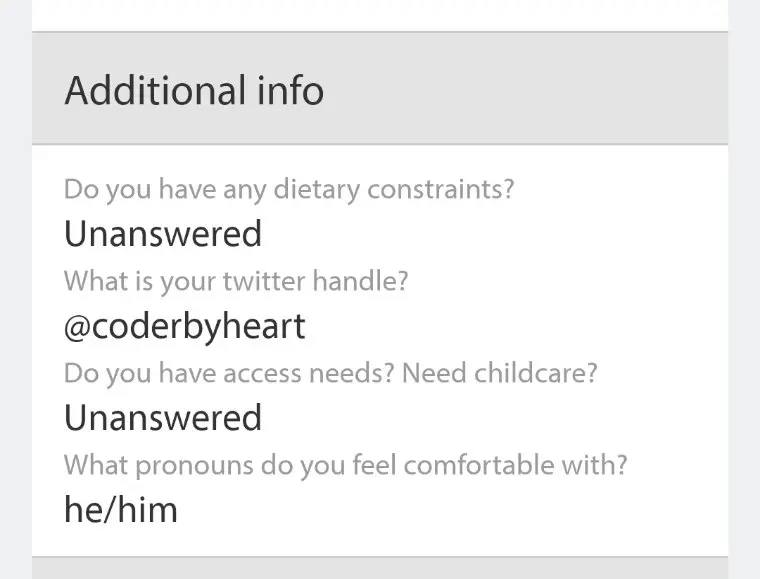 Additional info
Do you have any dietary constraints?
Unanswered
What is your twitter handle?
@coderbyheart
Do you have access needs? Need childcare?
Unanswered
What pronouns do you feel comfortable with?
he/him